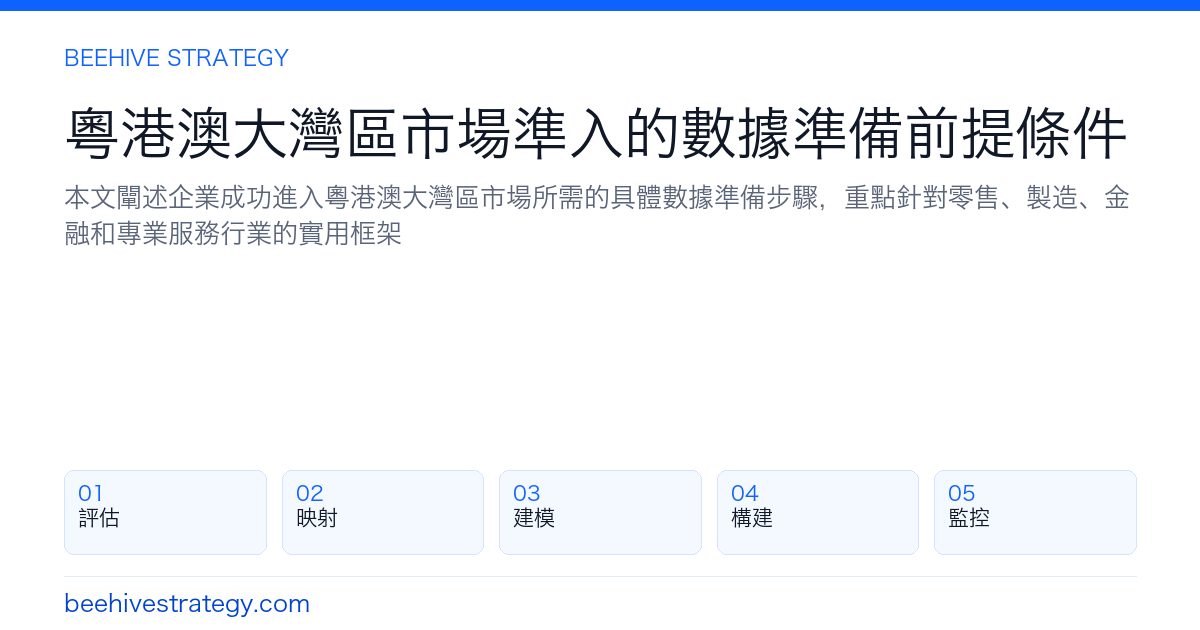 BEEHIVE STRATEGY
粵港澳大灣區市場準入的數據準備前提條件
本文闡述企業成功進入粵港澳大灣區市場所需的具體數據準備步驟，重點針對零售、製造、金
融和專業服務行業的實用框架
01
評估
02
映射
03
建模
04
構建
05
監控
beehivestrategy.com